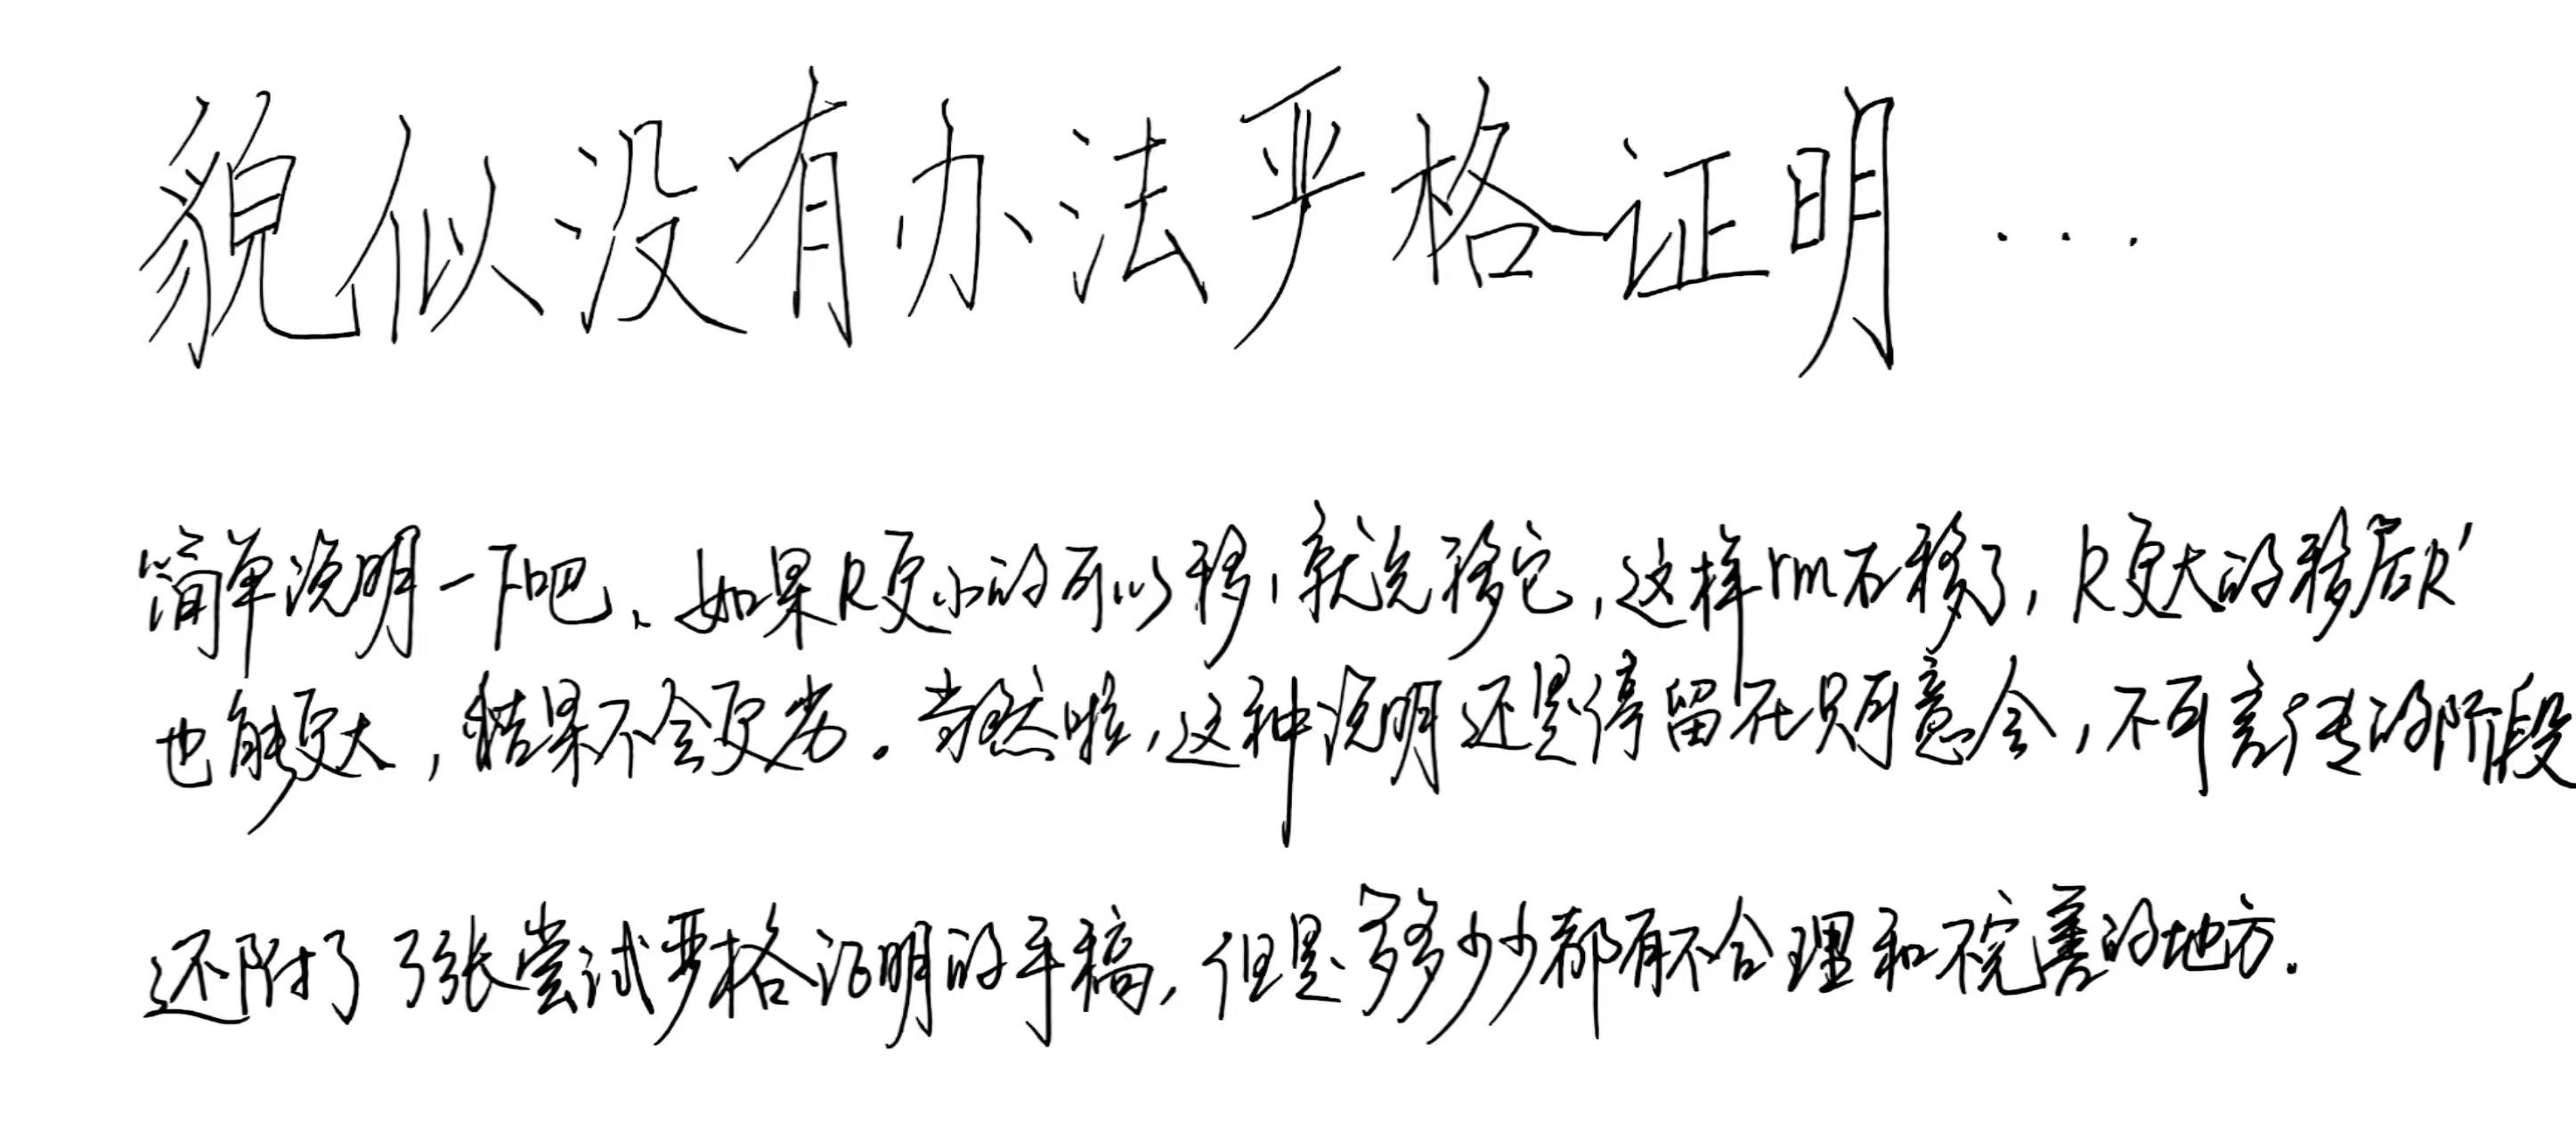 貌似没有办法严格证明...
简单说明一下吧、如果R更小的可以移，就先移它，这样rm不移了，R更大的移后R'
也能更大，结果不会更劣。当然啦，这种说明还是停留在只可意会，不可言传的阶段
还附了3张尝试严格证明的手稿，但是多多少少都有不合理和不完善的地方.